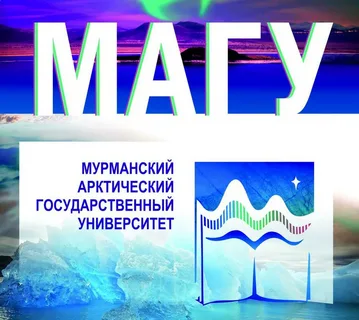 МАГУ
МУРМАНСКИЙ
АРКТИЧЕСКИЙ
ГОСУДАРСТВЕННЫЙ
УНИВЕРСИТЕТ